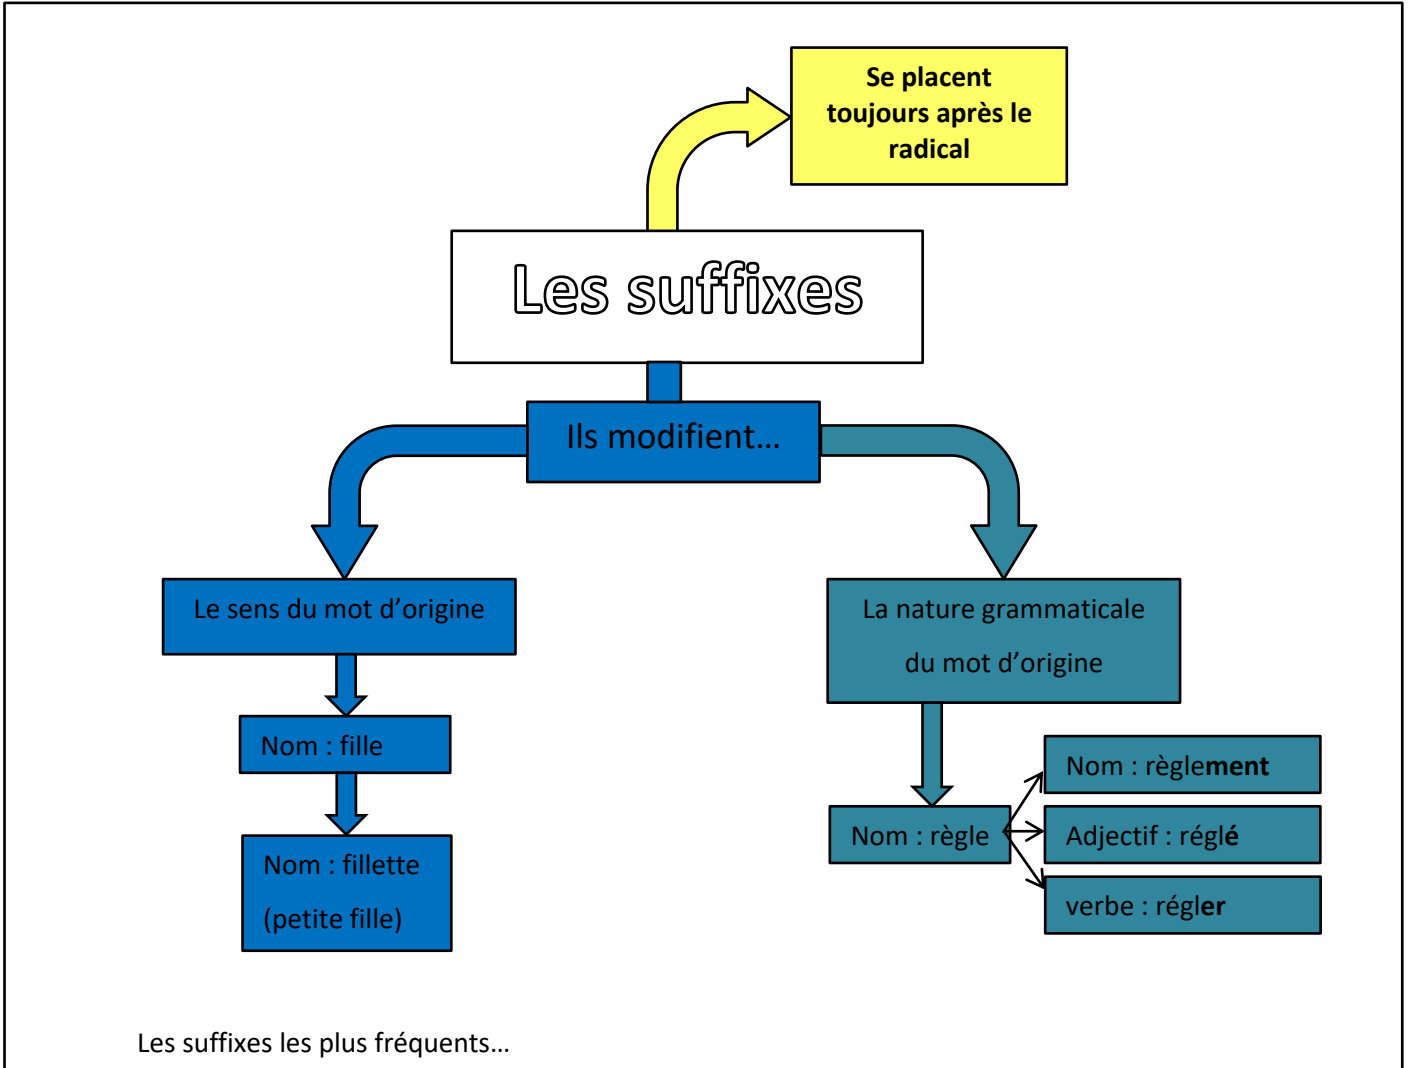 Se placent
toujours après le
radical
Les suffixes
Ils modifient…
Le sens du mot d’origine
La nature grammaticale
du mot d’origine
Nom : fille
Nom : fillette
(petite fille)
Nom : règle
Nom : règlement
Adjectif : réglé
verbe : régler
Les suffixes les plus fréquents…